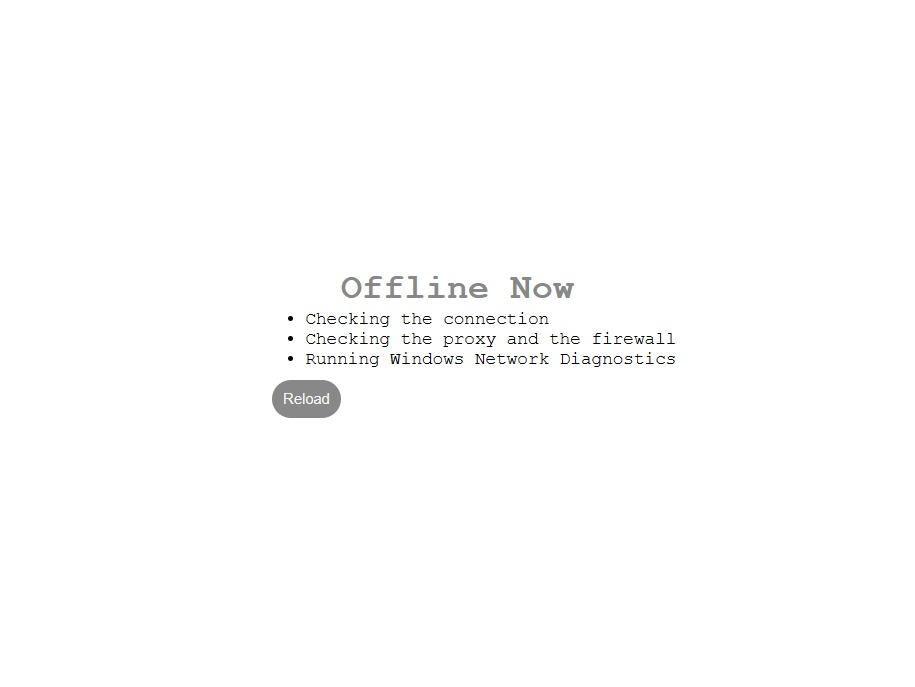 Offline Now
Checking the connection
Checking the proxy and the firewall
Running Windows Network Diagnostics
Reload